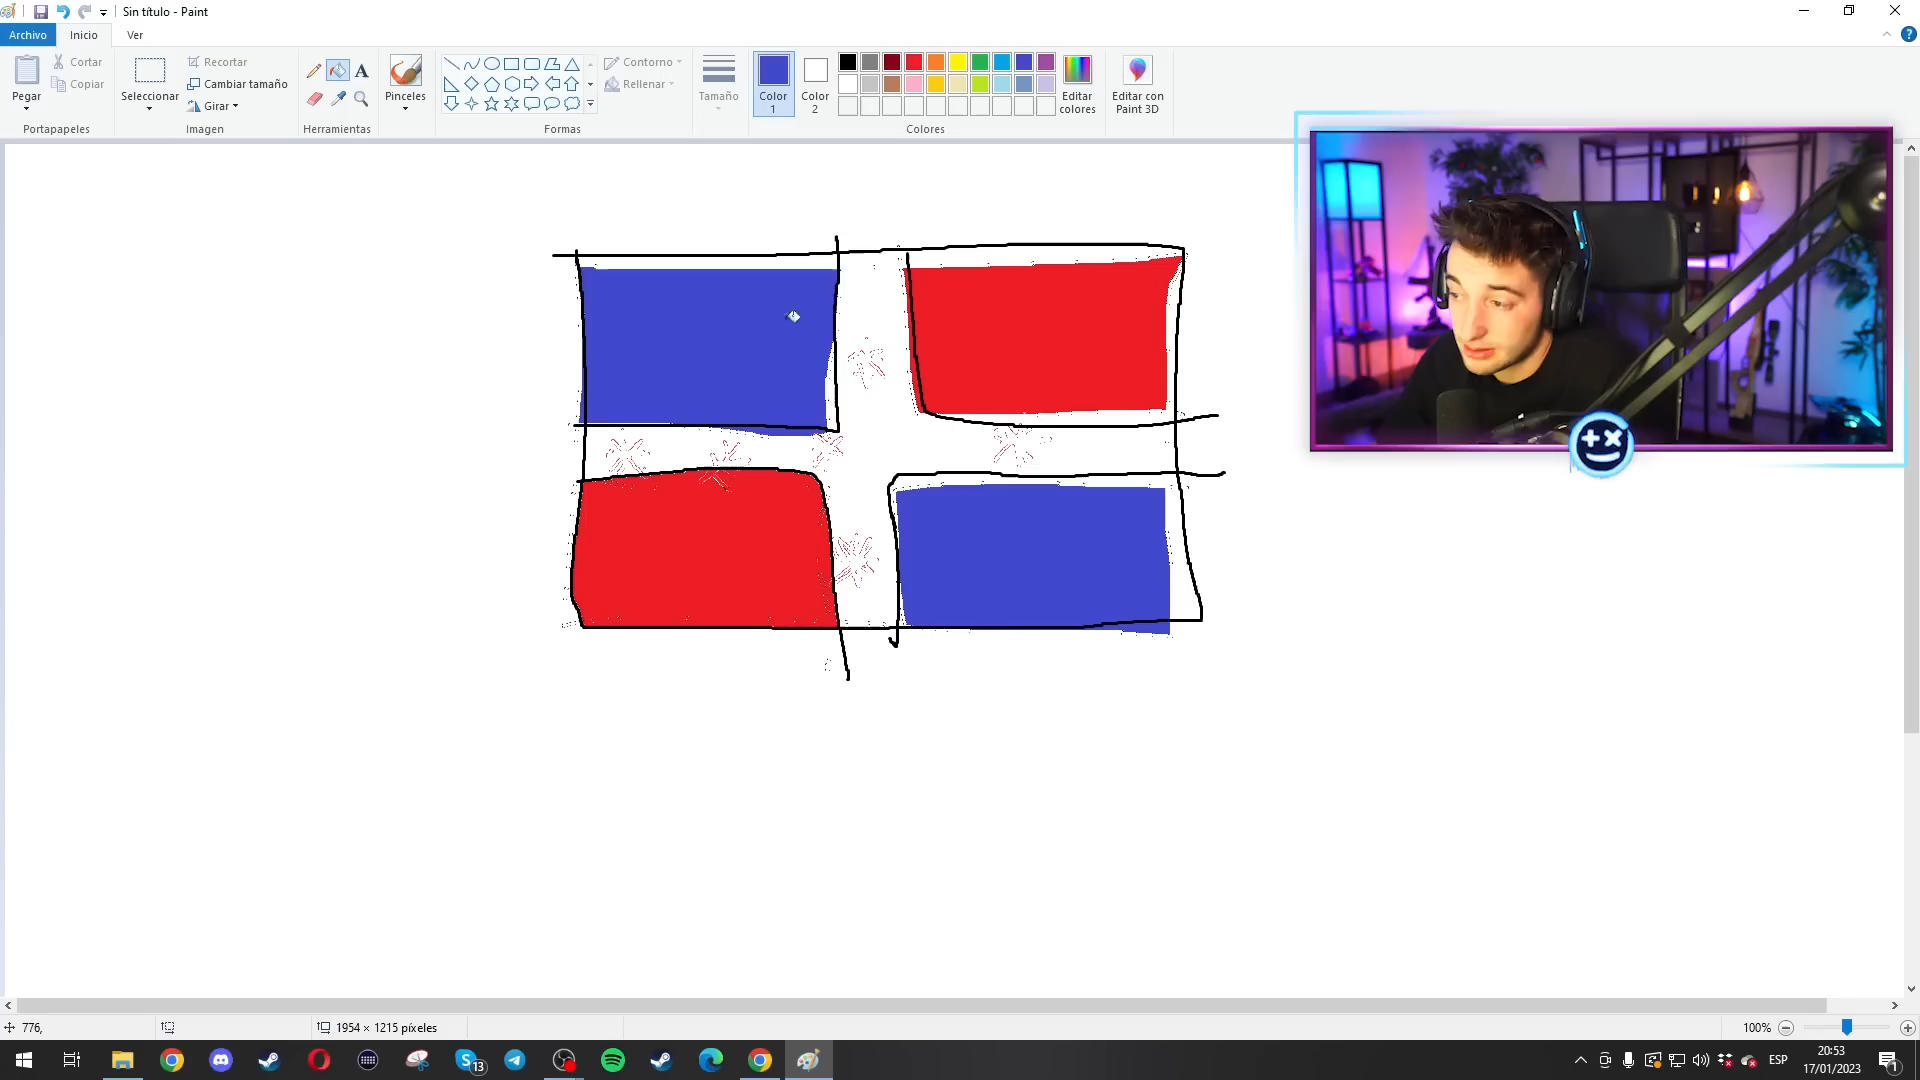 Sin título - Paint
Archivo Inicio Ver
Pegar
Cortar
Copiar
Portapapeles
Seleccionar
Recortar
Cambiar tamaño
Girar
Imagen
A
Herramientas
Pinceles
Contorno
Rellenar
Formas
Tamaño
Color 1
Color 2
Editar colores
Colores
Editar con Paint 3D
776,
1954 × 1215 píxeles
100%
13
ESP
20:53
17/01/2023
1